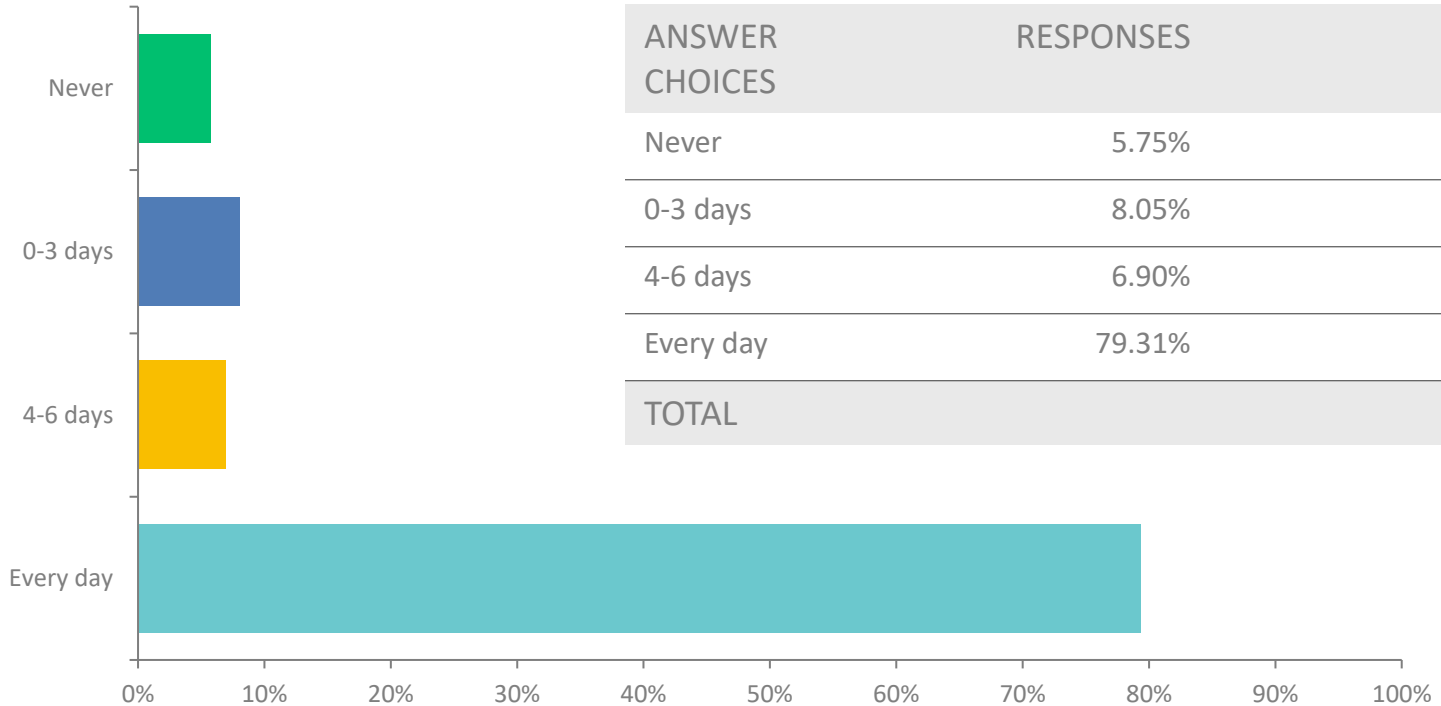 Never
0-3 days
4-6 days
Every day
0%
10%
20%
30%
40%
50%
60%
70%
80%
90%
100%
ANSWER CHOICES RESPONSES
Never 5.75%
0-3 days 8.05%
4-6 days 6.90%
Every day 79.31%
TOTAL